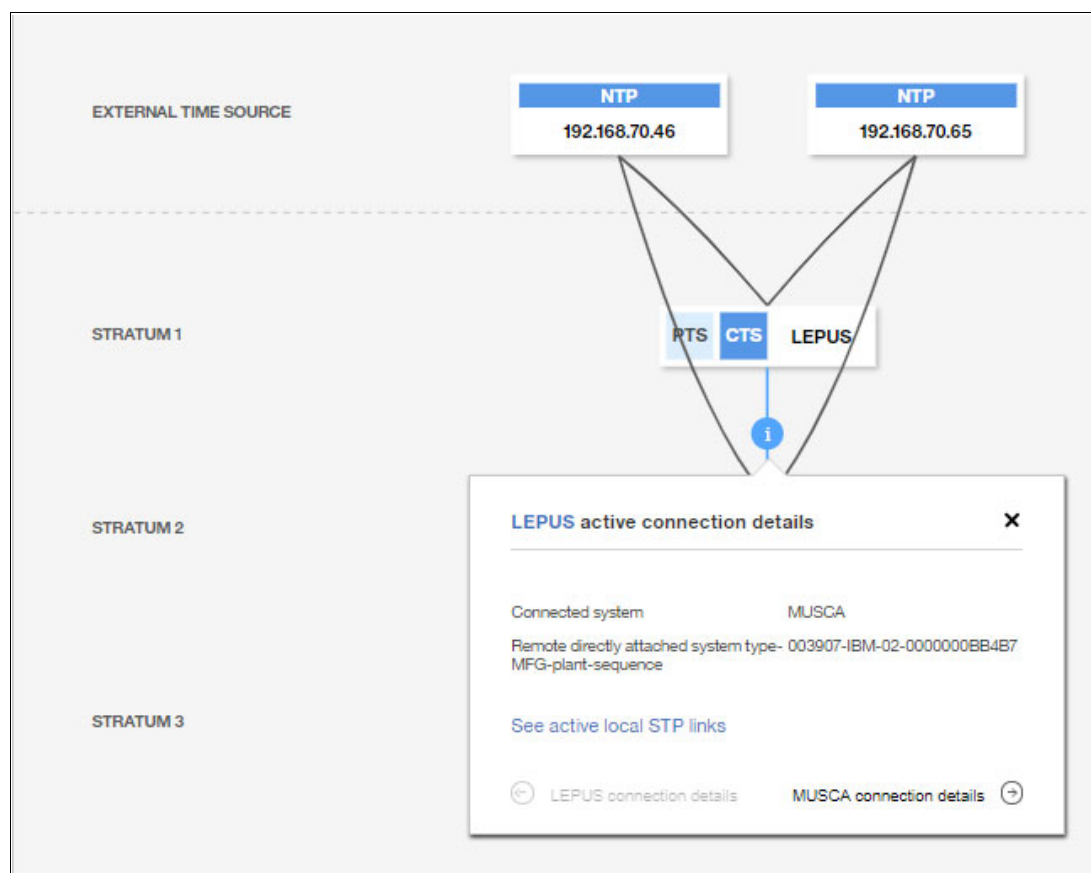 NTP
NTP
EXTERNAL TIME SOURCE
192.168.70.46
192.168.70.65
STRATUM 1
PTS
CTS
LEPUS
i
STRATUM 2
LEPUS active connection details
Connected system
MUSCA
Remote directly attached system type-
003907-IBM-02-0000000BB4B7
MFG-plant-sequence
STRATUM 3
See active local STP links
LEPUS connection details
MUSCA connection details